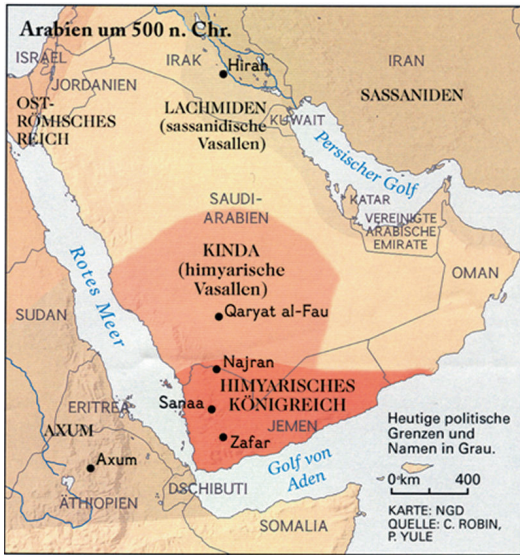 Arabien um 500 n. Chr.
ISRAEL
IRAK
Hirah
IRAN
JORDANIEN
OST-
RÖMISCHES
REICH
LACHMIDEN
(sassanidische
Vasallen)
SASSANIDEN
KUWAIT
Persischer Golf
KATAR
SAUDI-
ARABIEN
VEREINIGTE
ARABISCHE
EMIRATE
KINDA
(himyarische
Vasallen)
Rotes Meer
OMAN
Qaryat al-Fau
SUDAN
Najran
HIMYARISCHES
KÖNIGREICH
Sanaa
ERITREA
JEMEN
AXUM
Zafar
Axum
Golf von
Aden
DSCHIBUTI
ÄTHIOPIEN
SOMALIA
Heutige politische
Grenzen und
Namen in Grau.
0 km 400
KARTE: NGD
QUELLE: C. ROBIN,
P. YULE